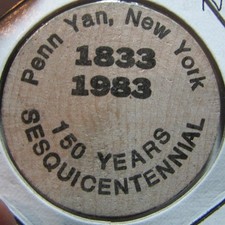 Penn Yan, New York
1833
1983
150 YEARS
SESQUICENTENNIAL